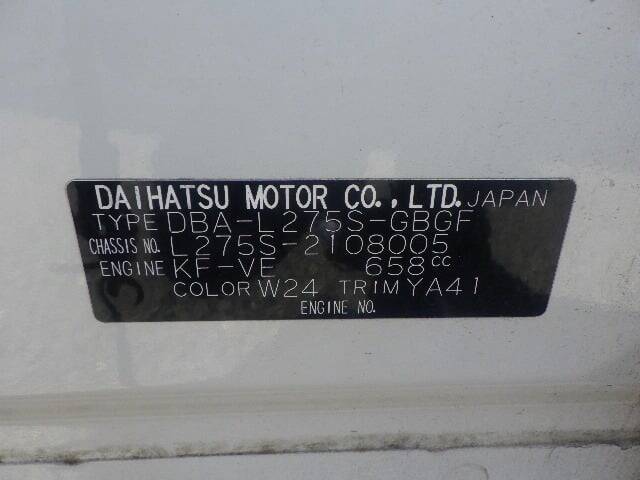 DAIHATSU MOTOR CO.,LTD. JAPAN
TYPE DBA-L275S-GBGF
CHASSIS NO. L275S-2108005
ENGINE KF-VE 658cc
COLOR W24 TRIM YA41
ENGINE NO.